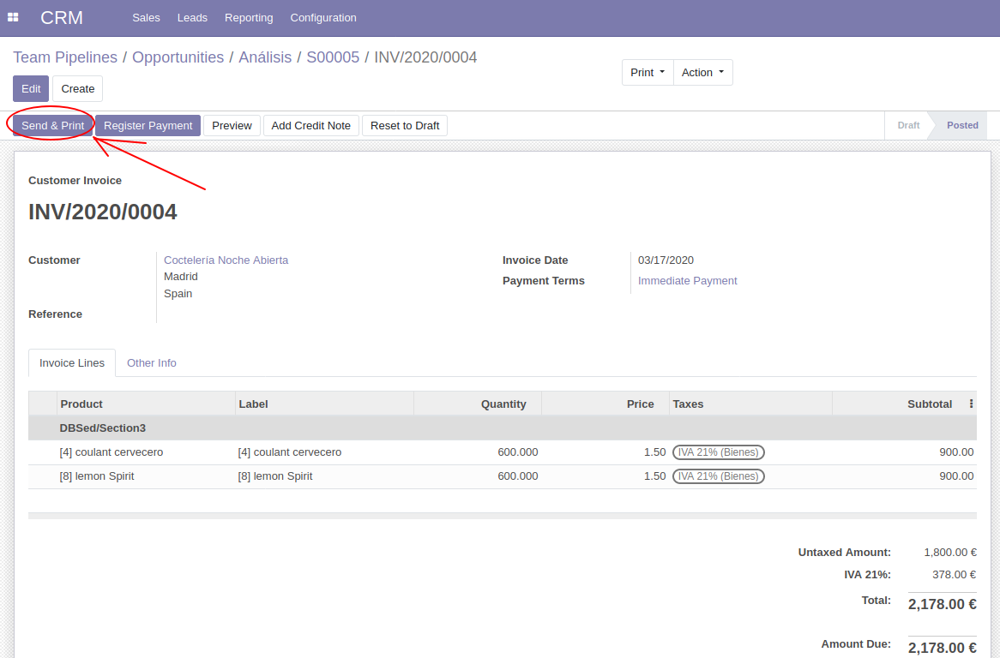 CRM Sales Leads Reporting Configuration
Team Pipelines / Opportunities / Análisis / S00005 / INV/2020/0004
Print Action
Edit Create
Send & Print Register Payment Preview Add Credit Note Reset to Draft Draft Posted
Customer Invoice
INV/2020/0004
Customer Coctelería Noche Abierta Invoice Date 03/17/2020
Madrid Payment Terms Immediate Payment
Spain
Reference
Invoice Lines Other Info
Product Label Quantity Price Taxes Subtotal
DBSed/Section3
[4] coulant cervecero [4] coulant cervecero 600.000 1.50 IVA 21% (Bienes) 900.00
[8] lemon Spirit [8] lemon Spirit 600.000 1.50 IVA 21% (Bienes) 900.00
Untaxed Amount: 1,800.00 €
IVA 21%: 378.00 €
Total: 2,178.00 €
Amount Due: 2,178.00 €